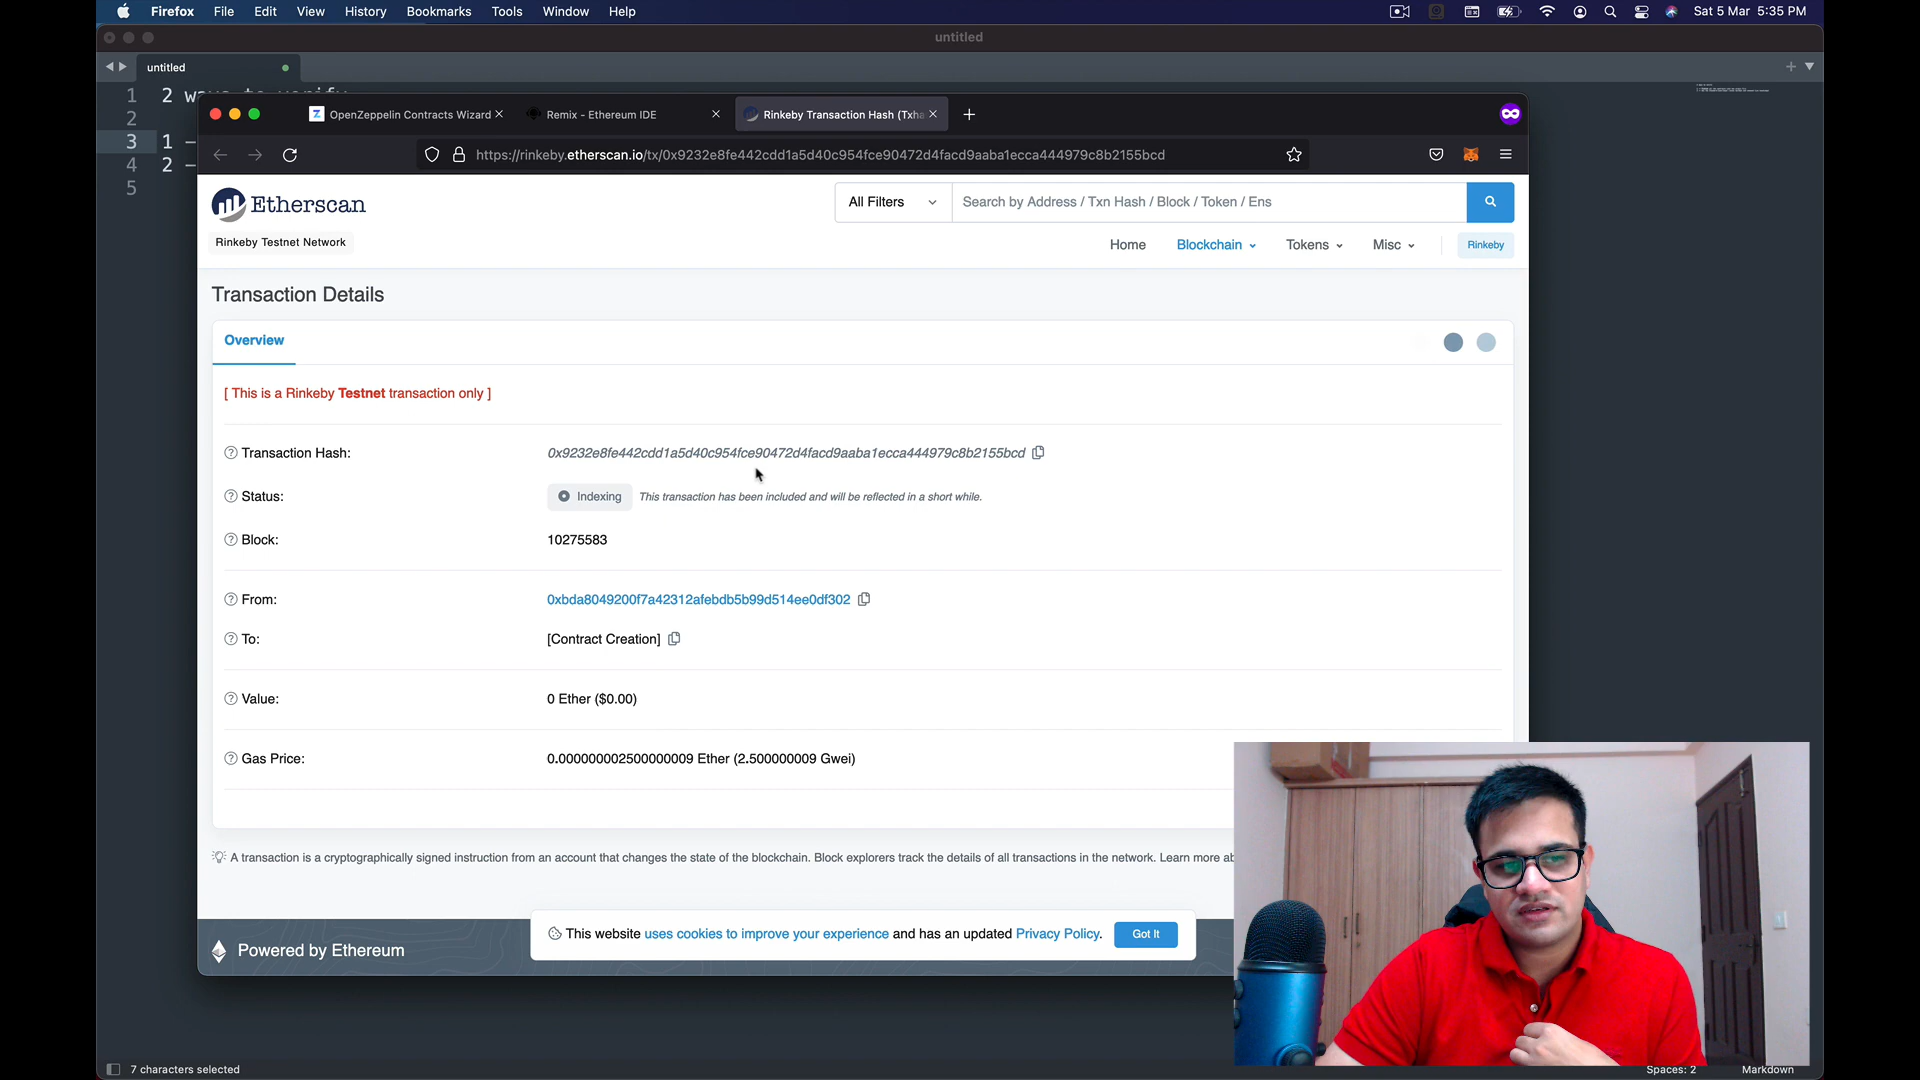 Firefox File Edit View History Bookmarks Tools Window Help Sat 5 Mar 5:35 PM
untitled
untitled
1 2 ways to verify
2
3 1 -
4 2 -
5
OpenZeppelin Contracts Wizard
Remix - Ethereum IDE
Rinkeby Transaction Hash (Txha
https://rinkeby.etherscan.io/tx/0x9232e8fe442cdd1a5d40c954fce90472d4facd9aaba1ecca444979c8b2155bcd
Etherscan
All Filters
Search by Address / Txn Hash / Block / Token / Ens
Rinkeby Testnet Network
Home Blockchain Tokens Misc Rinkeby
Transaction Details
Overview
[ This is a Rinkeby Testnet transaction only ]
Transaction Hash: 0x9232e8fe442cdd1a5d40c954fce90472d4facd9aaba1ecca444979c8b2155bcd
Status: Indexing This transaction has been included and will be reflected in a short while.
Block: 10275583
From: 0xbda8049200f7a42312afebdb5b99d514ee0df302
To: [Contract Creation]
Value: 0 Ether ($0.00)
Gas Price: 0.000000002500000009 Ether (2.500000009 Gwei)
A transaction is a cryptographically signed instruction from an account that changes the state of the blockchain. Block explorers track the details of all transactions in the network. Learn more ab
This website uses cookies to improve your experience and has an updated Privacy Policy. Got It
Powered by Ethereum
7 characters selected
Spaces: 2 Markdown